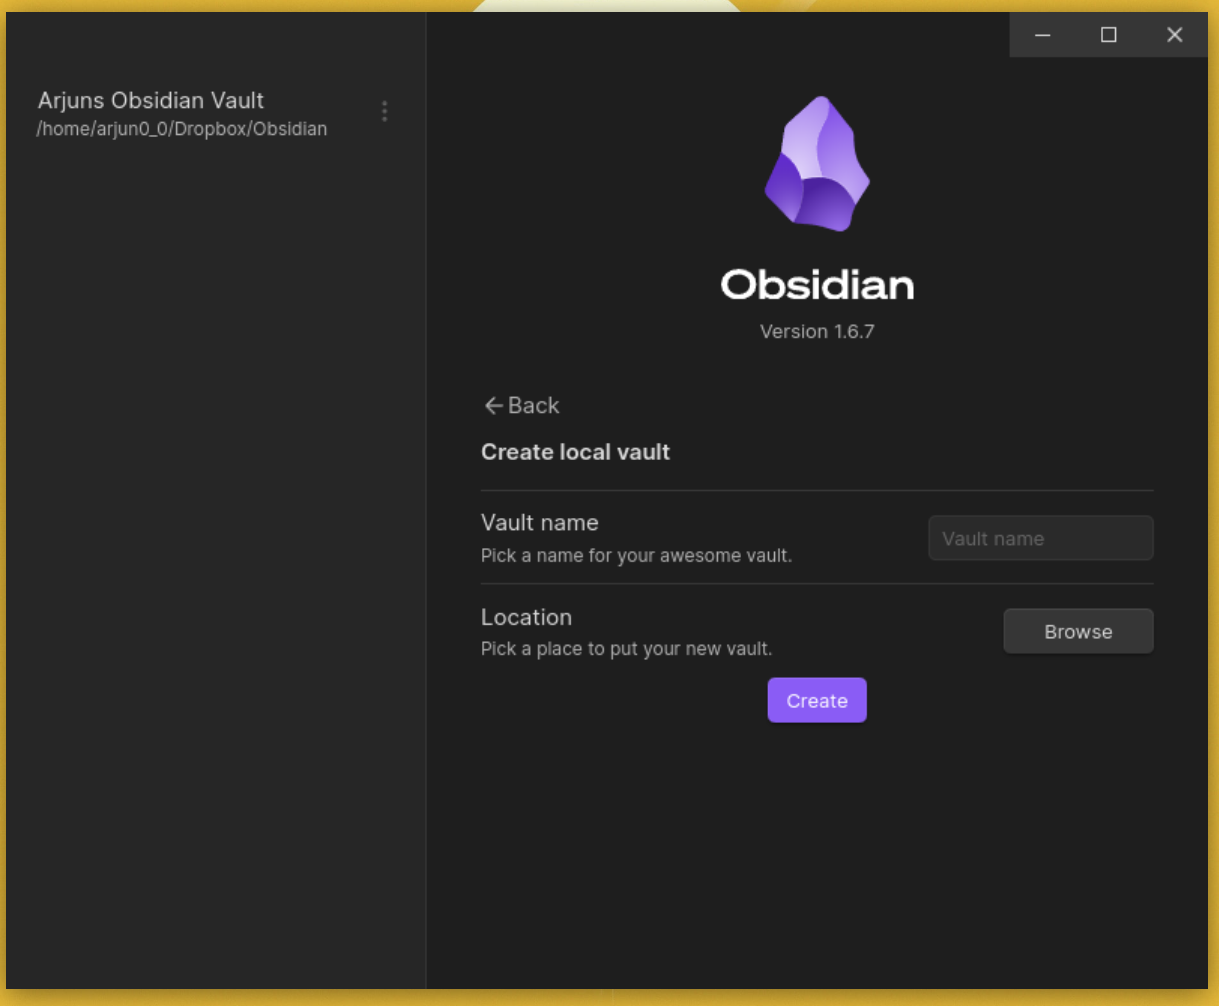 Arjuns Obsidian Vault
/home/arjun0_0/Dropbox/Obsidian
Obsidian
Version 1.6.7
Back
Create local vault
Vault name
Pick a name for your awesome vault.
Vault name
Location
Pick a place to put your new vault.
Browse
Create